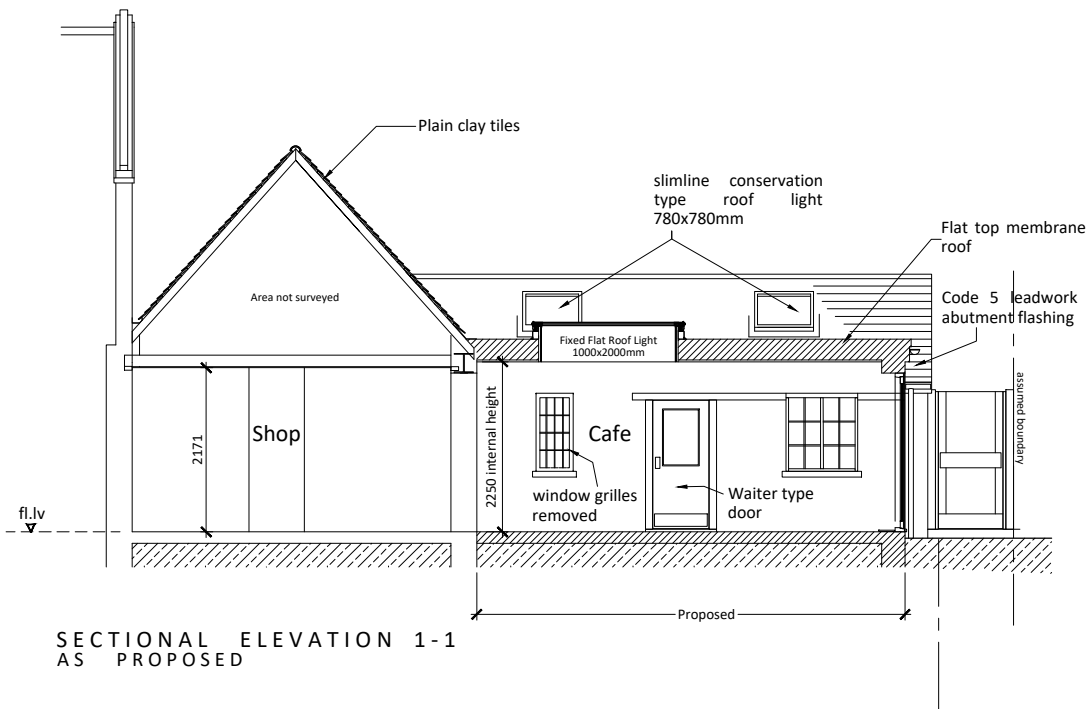 Plain clay tiles
slimline conservation
type roof light
780x780mm
Flat top membrane
roof
Code 5 leadwork
abutment flashing
Area not surveyed
Fixed Flat Roof Light
1000x2000mm
assumed boundary
2171
Shop
2250 internal height
Cafe
window grilles
removed
Waiter type
door
fl.lv
Proposed
SECTIONAL ELEVATION 1-1
AS PROPOSED